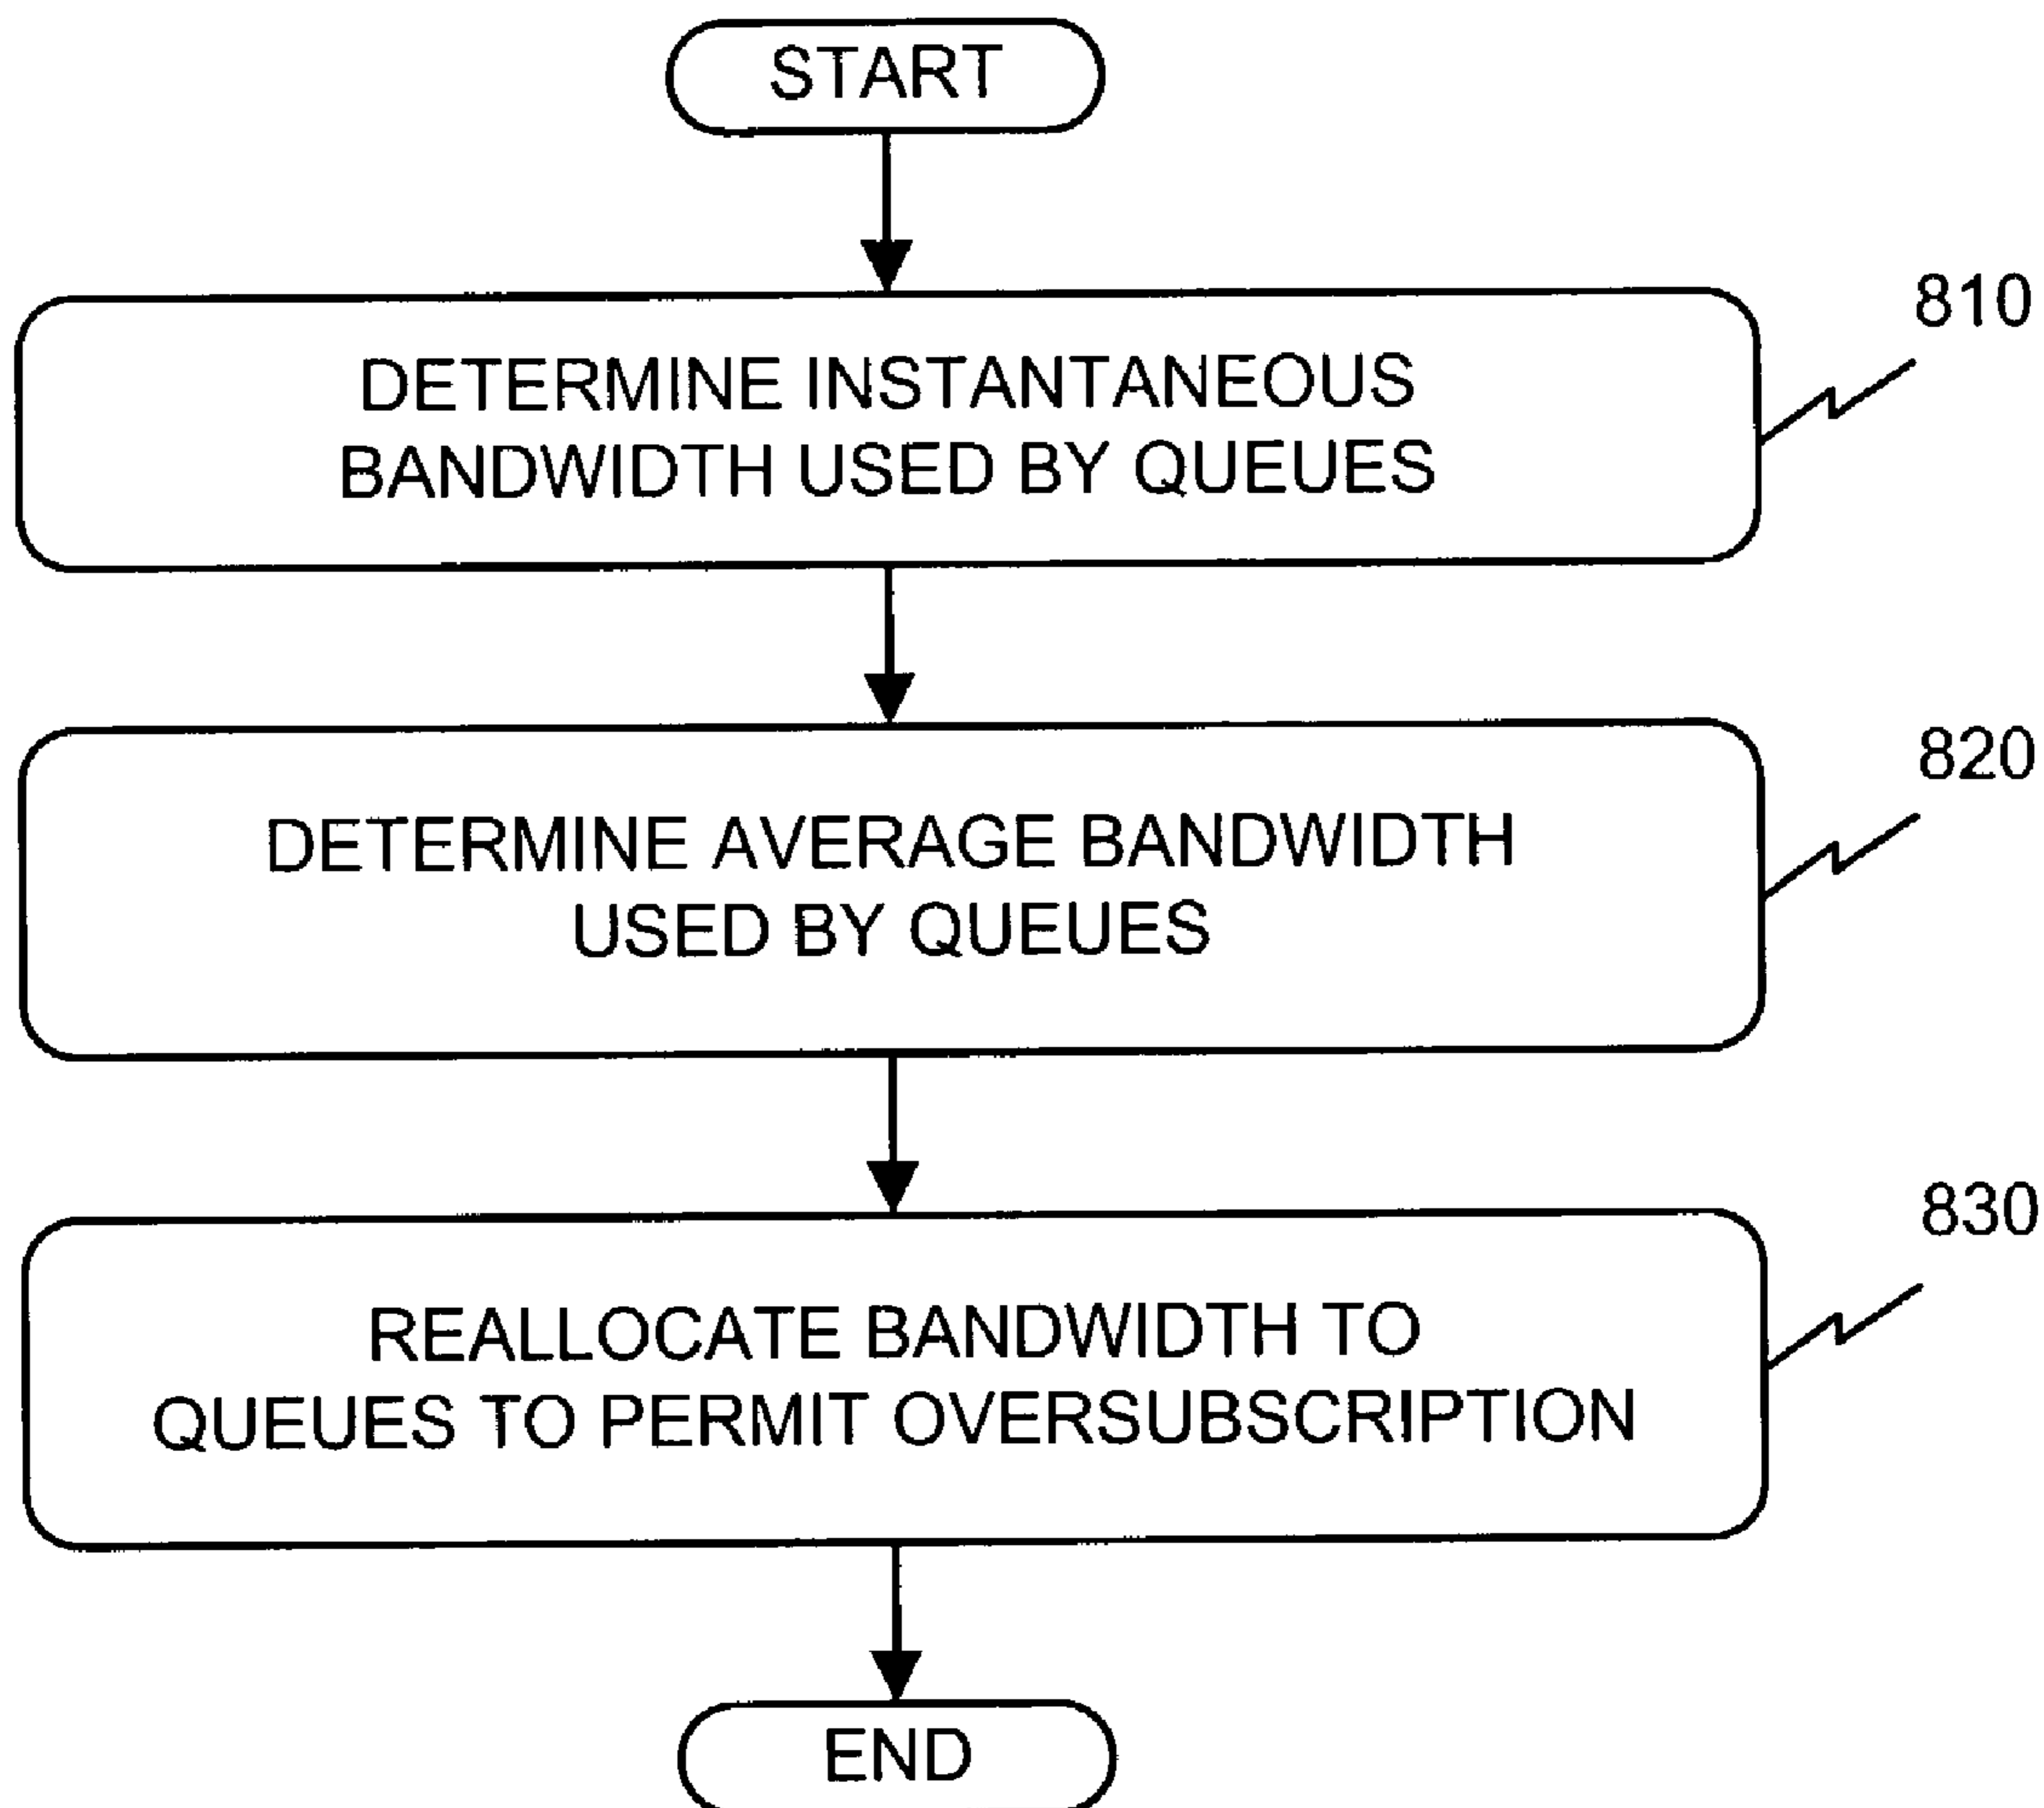 START
810
DETERMINE INSTANTANEOUS
BANDWIDTH USED BY QUEUES
820
DETERMINE AVERAGE BANDWIDTH
USED BY QUEUES
830
REALLOCATE BANDWIDTH TO
QUEUES TO PERMIT OVERSUBSCRIPTION
END